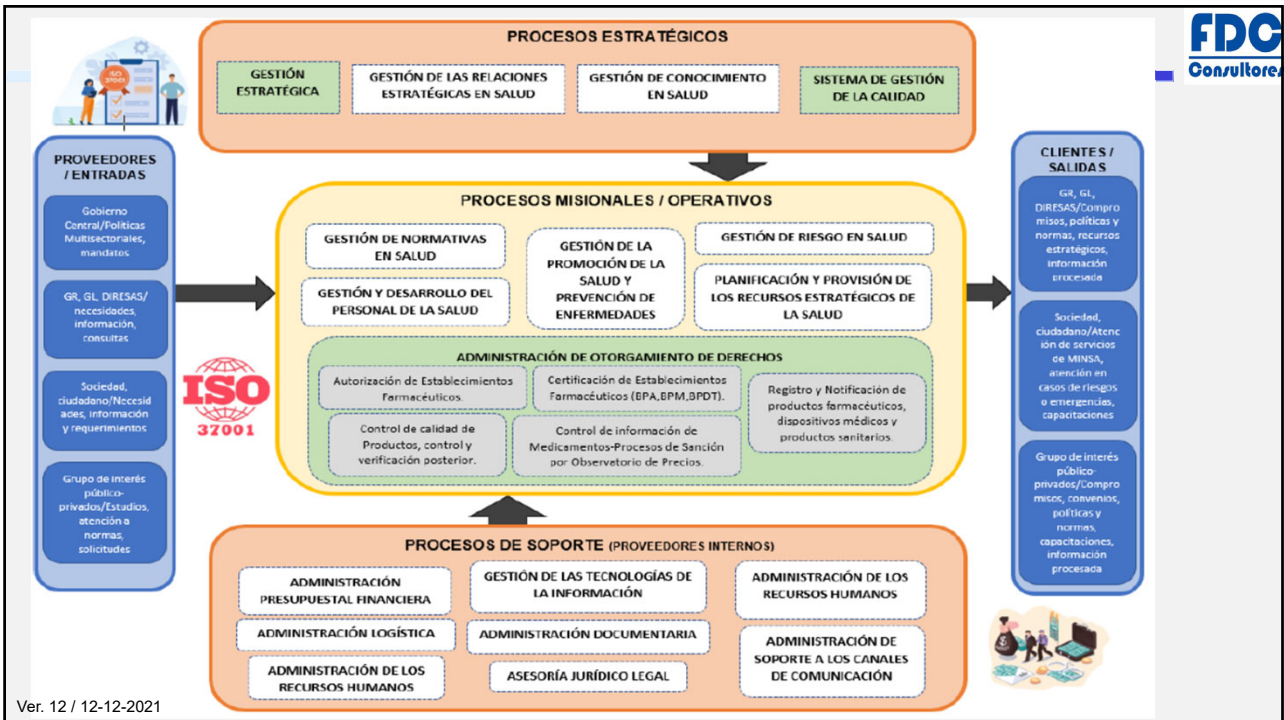 FDC
Consultores
PROCESOS ESTRATÉGICOS
GESTIÓN
ESTRATÉGICA
GESTIÓN DE LAS RELACIONES
ESTRATÉGICAS EN SALUD
GESTIÓN DE CONOCIMIENTO
EN SALUD
SISTEMA DE GESTIÓN
DE LA CALIDAD
ISO
37001
PROVEEDORES
/ ENTRADAS
Gobierno
Central/Políticas
Multisectoriales,
mandatos
GR, GL, DIRESAS/
necesidades,
información,
consultas
Sociedad,
ciudadano/Necesid
ades, información
y requerimientos
Grupo de interés
público-
privados/Estudios,
atención a
normas,
solicitudes
ISO
37001
PROCESOS MISIONALES / OPERATIVOS
GESTIÓN DE NORMATIVAS
EN SALUD
GESTIÓN Y DESARROLLO DEL
PERSONAL DE LA SALUD
GESTIÓN DE LA
PROMOCIÓN DE LA
SALUD Y
PREVENCIÓN DE
ENFERMEDADES
GESTIÓN DE RIESGO EN SALUD
PLANIFICACIÓN Y PROVISIÓN DE
LOS RECURSOS ESTRATÉGICOS DE
LA SALUD
ADMINISTRACIÓN DE OTORGAMIENTO DE DERECHOS
Autorización de Establecimientos
Farmacéuticos.
Certificación de Establecimientos
Farmacéuticos (BPA,BPM,BPDT).
Registro y Notificación de
productos farmacéuticos,
dispositivos médicos y
productos sanitarios.
Control de calidad de
Productos, control y
verificación posterior.
Control de información de
Medicamentos-Procesos de Sanción
por Observatorio de Precios.
CLIENTES /
SALIDAS
GR, GL,
DIRESAS/Compro
misos, políticas y
normas, recursos
estratégicos,
información
procesada
Sociedad,
ciudadano/Atenc
ión de servicios
de MINSA,
atención en
casos de riesgos
o emergencias,
capacitaciones
Grupo de interés
público-
privados/Compro
misos, convenios,
políticas y
normas,
capacitaciones,
información
procesada
PROCESOS DE SOPORTE (PROVEEDORES INTERNOS)
ADMINISTRACIÓN
PRESUPUESTAL FINANCIERA
GESTIÓN DE LAS TECNOLOGÍAS DE
LA INFORMACIÓN
ADMINISTRACIÓN DE LOS
RECURSOS HUMANOS
ADMINISTRACIÓN LOGÍSTICA
ADMINISTRACIÓN DOCUMENTARIA
ADMINISTRACIÓN DE
SOPORTE A LOS CANALES
DE COMUNICACIÓN
ADMINISTRACIÓN DE LOS
RECURSOS HUMANOS
ASESORÍA JURÍDICO LEGAL
Ver. 12 / 12-12-2021